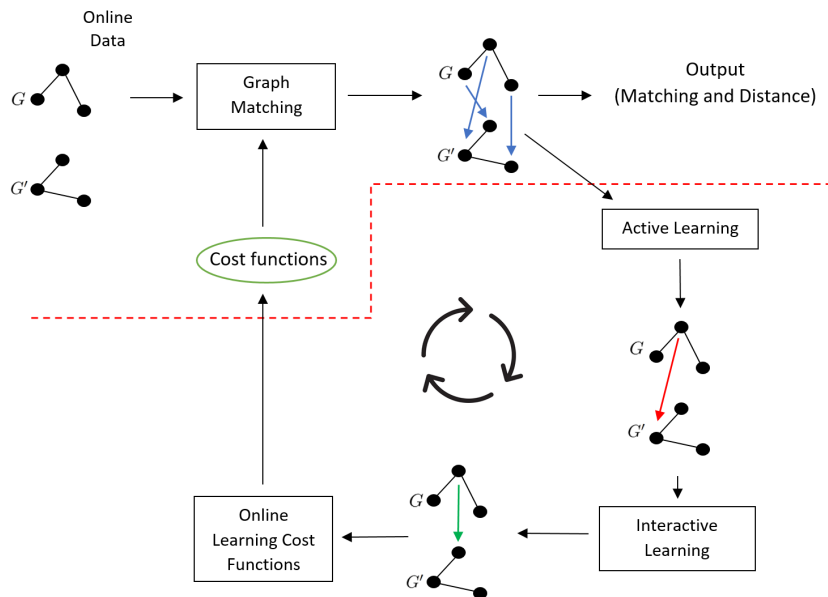 Online
Data
G
G′
Graph
Matching
G
G′
Output
(Matching and Distance)
Active Learning
Cost functions
G
G′
Interactive
Learning
G
G′
Online
Learning Cost
Functions